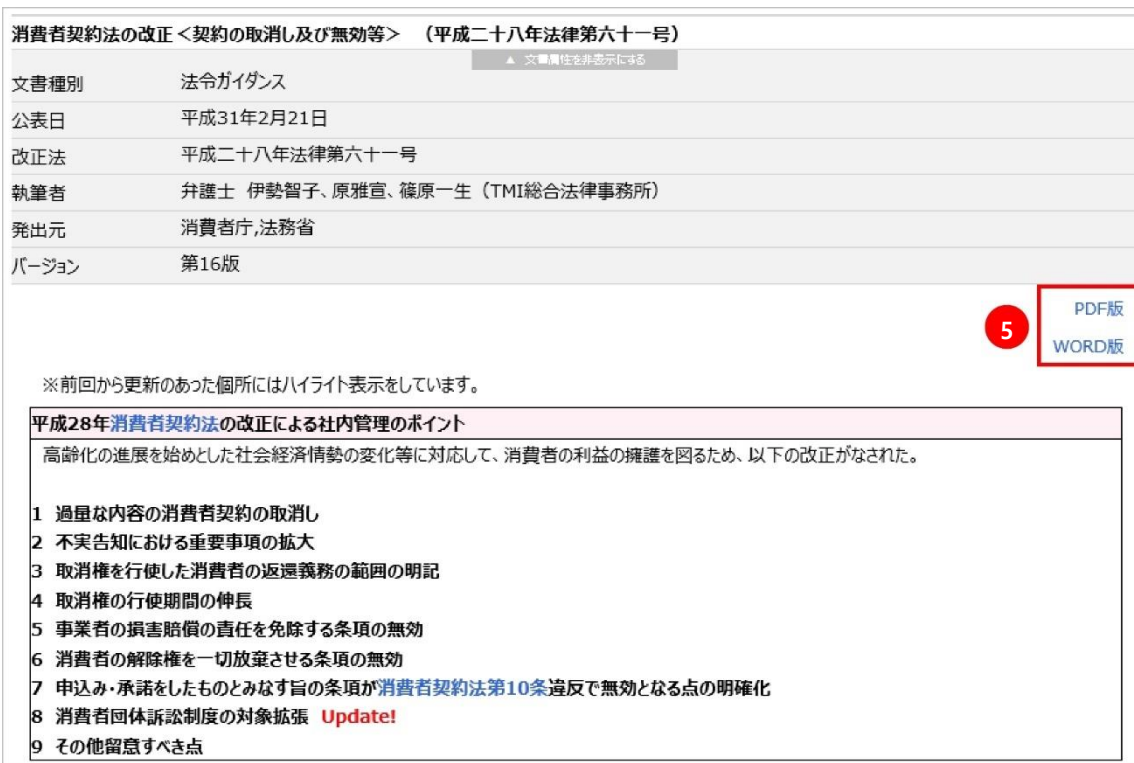 消費者契約法の改正＜契約の取消し及び無効等＞　（平成二十八年法律第六十一号）
▲ 文書属性を非表示にする
文書種別　法令ガイダンス
公表日　平成31年2月21日
改正法　平成二十八年法律第六十一号
執筆者　弁護士 伊勢智子、原雅宣、篠原一生（TMI総合法律事務所）
発出元　消費者庁,法務省
バージョン　第16版
PDF版
5
WORD版
※前回から更新のあった個所にはハイライト表示をしています。
平成28年消費者契約法の改正による社内管理のポイント
高齢化の進展を始めとした社会経済情勢の変化等に対応して、消費者の利益の擁護を図るため、以下の改正がなされた。
1 過量な内容の消費者契約の取消し
2 不実告知における重要事項の拡大
3 取消権を行使した消費者の返還義務の範囲の明記
4 取消権の行使期間の伸長
5 事業者の損害賠償の責任を免除する条項の無効
6 消費者の解除権を一切放棄させる条項の無効
7 申込み・承諾をしたものとみなす旨の条項が消費者契約法第10条違反で無効となる点の明確化
8 消費者団体訴訟制度の対象拡張 Update!
9 その他留意すべき点